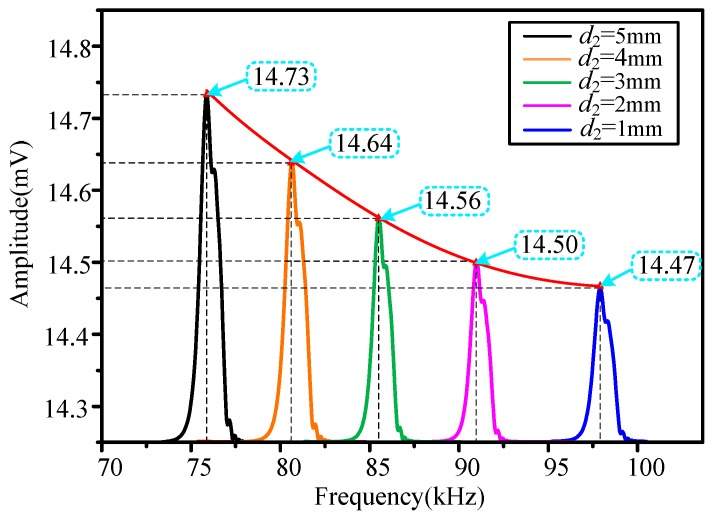 14.8
14.7
14.6
14.5
14.4
14.3
Amplitude(mV)
d₂=5mm
d₂=4mm
d₂=3mm
d₂=2mm
d₂=1mm
14.73
14.64
14.56
14.50
14.47
70 75 80 85 90 95 100
Frequency(kHz)